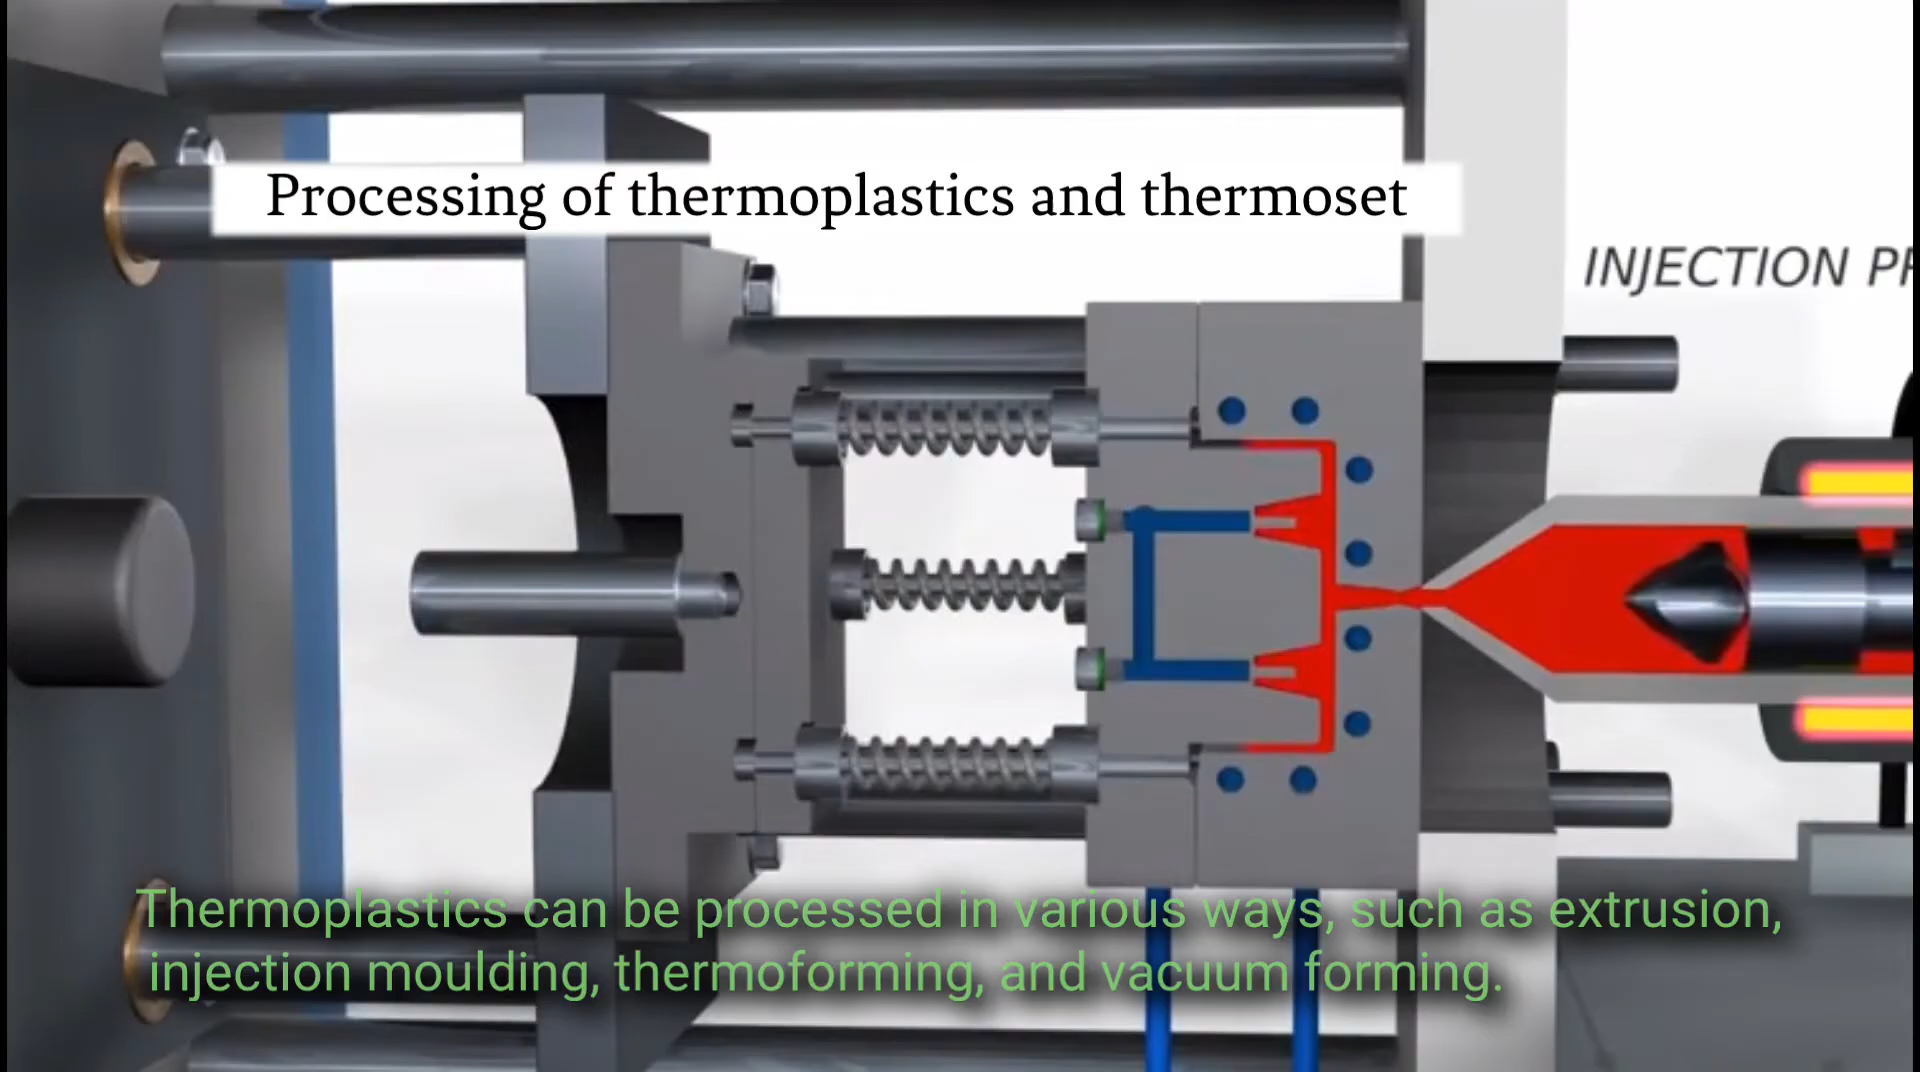 Processing of thermoplastics and thermoset
INJECTION
Thermoplastics can be processed in various ways, such as extrusion,
injection moulding, thermoforming, and vacuum forming.